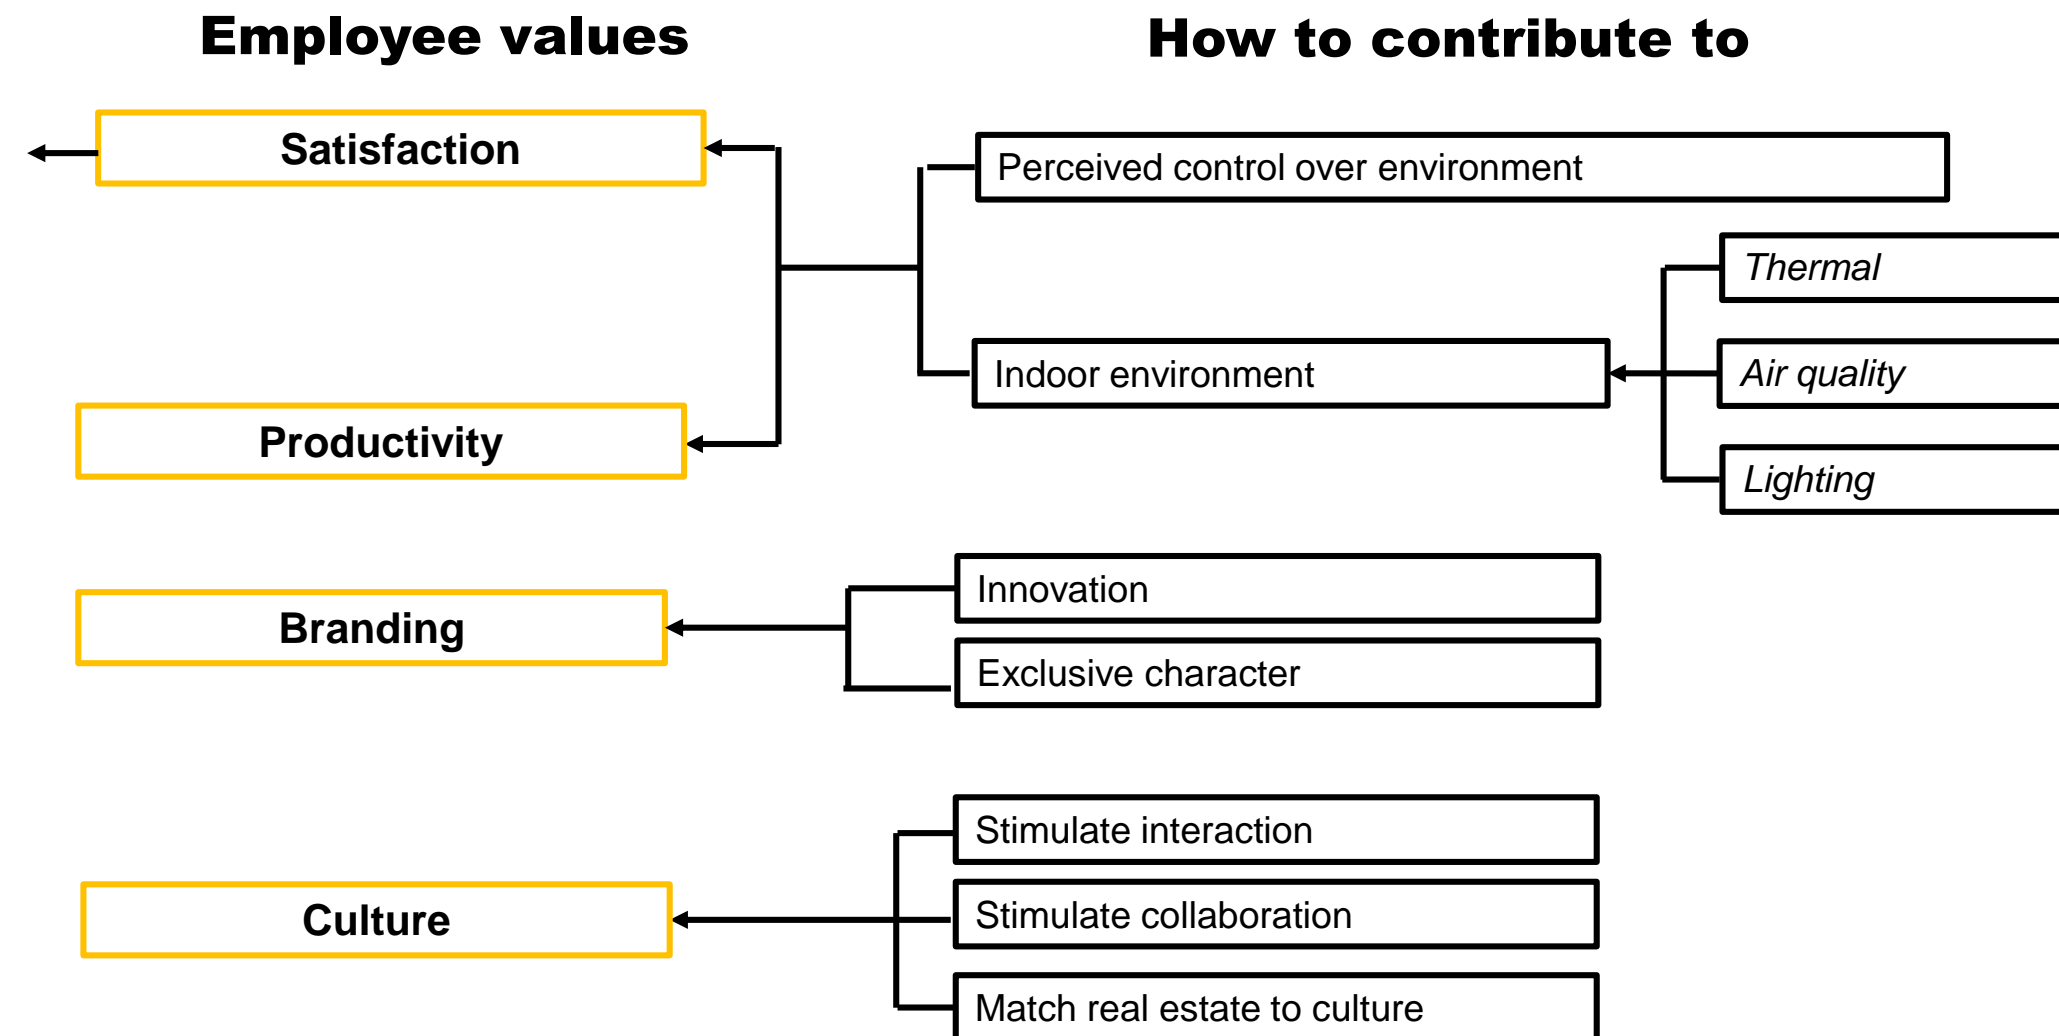 Employee values
How to contribute to
Satisfaction
Perceived control over environment
Thermal
Indoor environment
Air quality
Productivity
Lighting
Branding
Innovation
Exclusive character
Culture
Stimulate interaction
Stimulate collaboration
Match real estate to culture